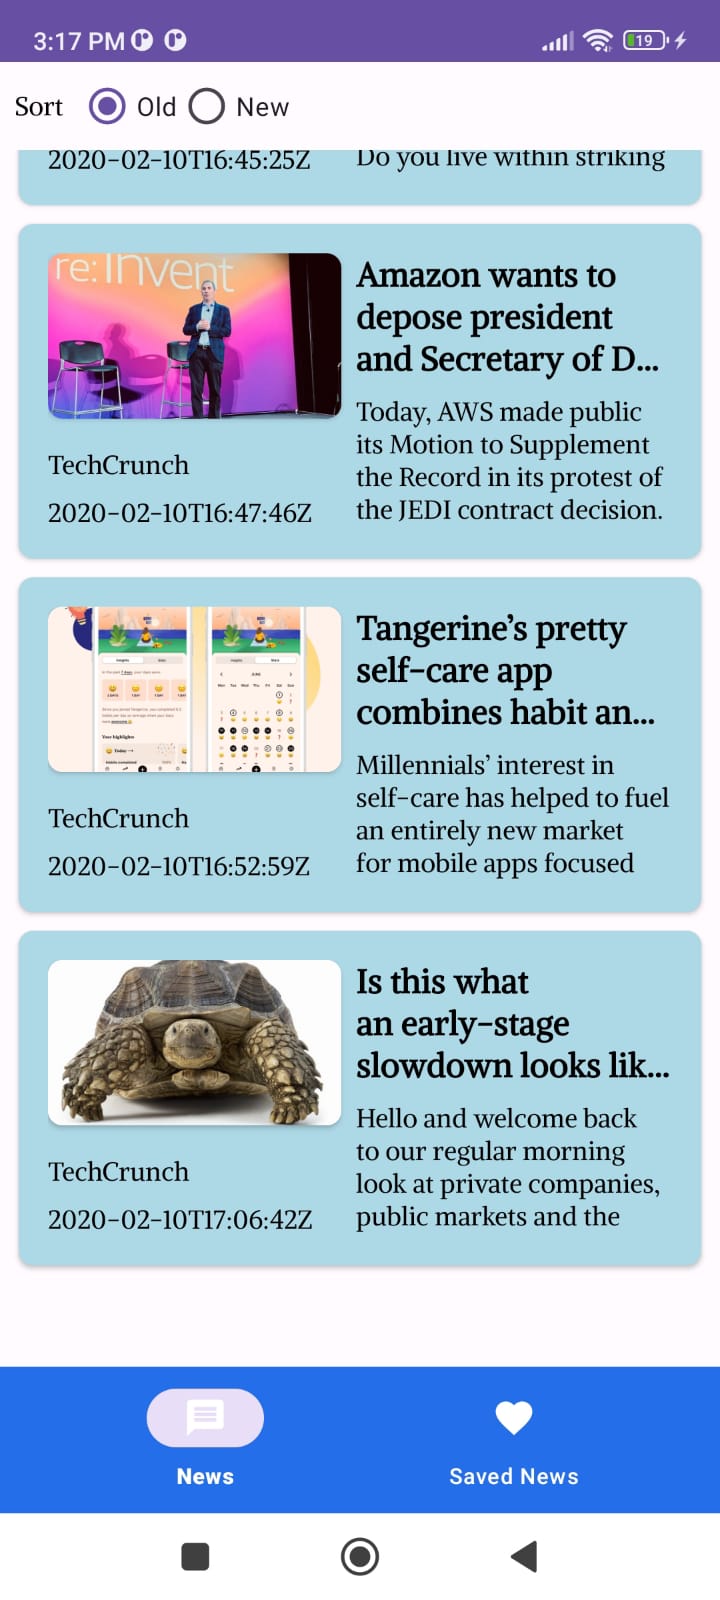 3:17 PM
19
Sort Old New
2020-02-10T16:45:25Z
Do you live within striking
re:Invent
Amazon wants to
depose president
and Secretary of D...
Today, AWS made public
its Motion to Supplement
the Record in its protest of
the JEDI contract decision.
TechCrunch
2020-02-10T16:47:46Z
Tangerine’s pretty
self-care app
combines habit an...
Millennials’ interest in
self-care has helped to fuel
an entirely new market
for mobile apps focused
TechCrunch
2020-02-10T16:52:59Z
Is this what
an early-stage
slowdown looks lik...
Hello and welcome back
to our regular morning
look at private companies,
public markets and the
TechCrunch
2020-02-10T17:06:42Z
News
Saved News